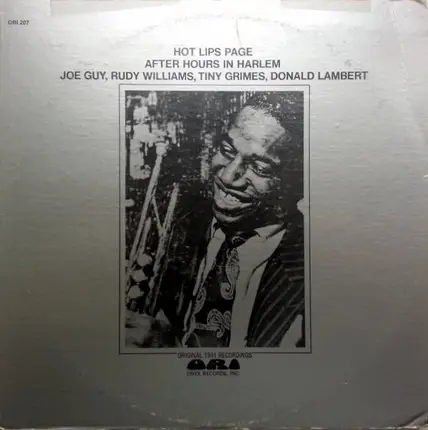 ORI 207
HOT LIPS PAGE
AFTER HOURS IN HARLEM
JOE GUY, RUDY WILLIAMS, TINY GRIMES, DONALD LAMBERT
ORIGINAL 1941 RECORDINGS
ORI
ONYX RECORDS, INC.